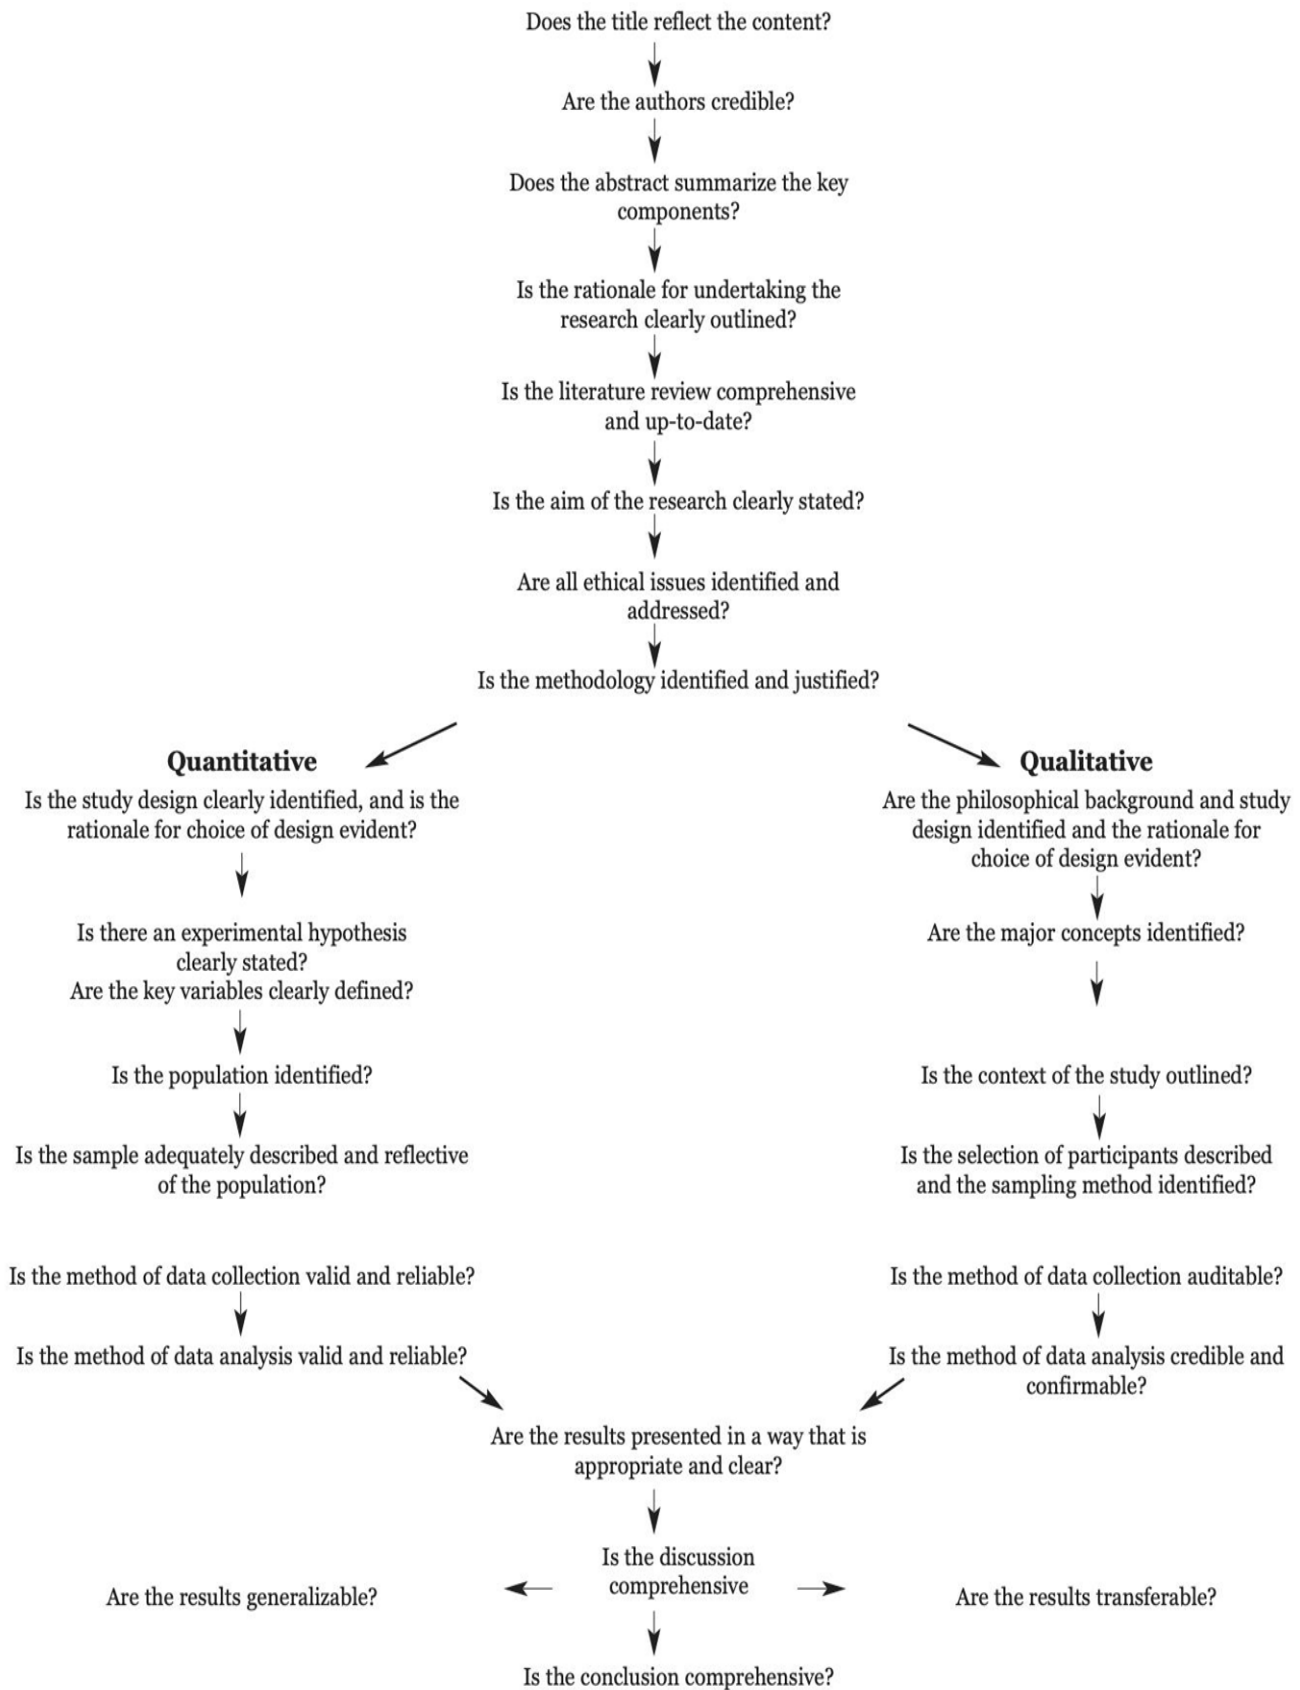 Does the title reflect the content?
Are the authors credible?
Does the abstract summarize the key
components?
Is the rationale for undertaking the
research clearly outlined?
Is the literature review comprehensive
and up-to-date?
Is the aim of the research clearly stated?
Are all ethical issues identified and
addressed?
Is the methodology identified and justified?
Quantitative
Is the study design clearly identified, and is the
rationale for choice of design evident?
Is there an experimental hypothesis
clearly stated?
Are the key variables clearly defined?
Is the population identified?
Is the sample adequately described and reflective
of the population?
Is the method of data collection valid and reliable?
Is the method of data analysis valid and reliable?
Qualitative
Are the philosophical background and study
design identified and the rationale for
choice of design evident?
Are the major concepts identified?
Is the context of the study outlined?
Is the selection of participants described
and the sampling method identified?
Is the method of data collection auditable?
Is the method of data analysis credible and
confirmable?
Are the results presented in a way that is
appropriate and clear?
Is the discussion
comprehensive
Are the results generalizable?
Are the results transferable?
Is the conclusion comprehensive?